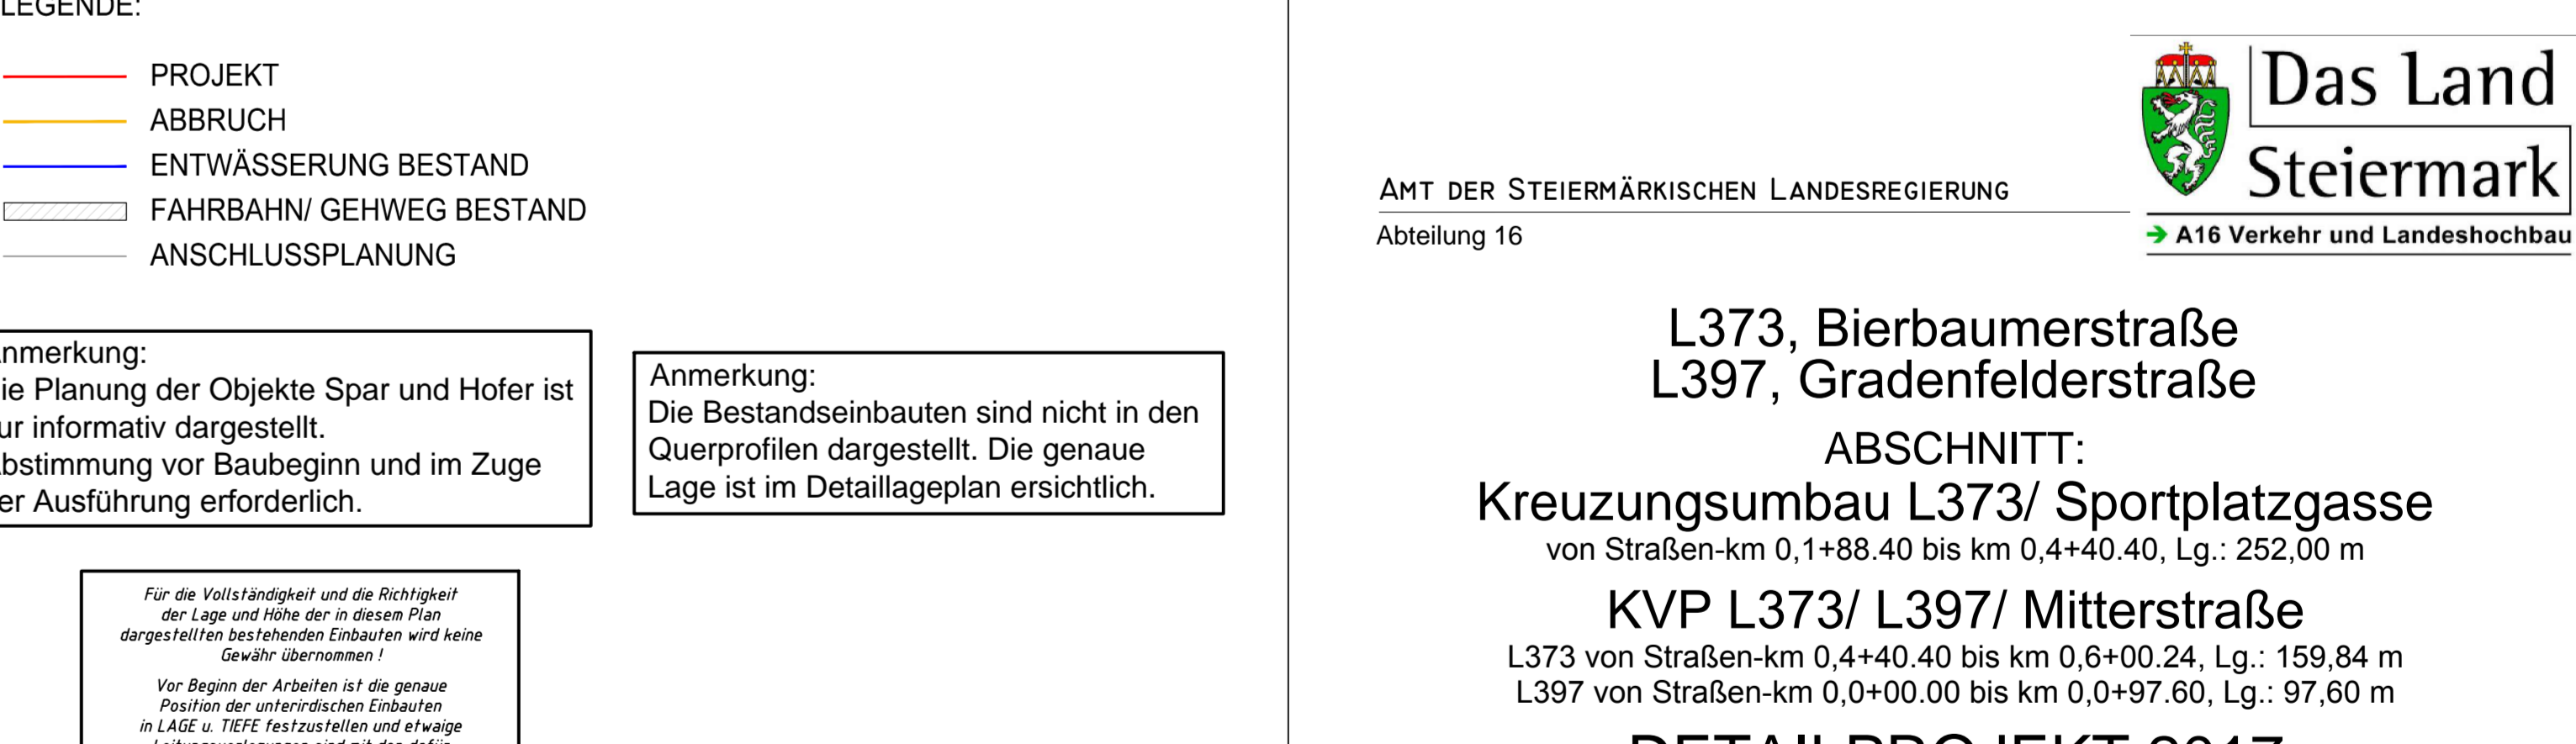 LEGENDE:
PROJEKT
ABBRUCH
ENTWÄSSERUNG BESTAND
FAHRBAHN/ GEHWEG BESTAND
ANSCHLUSSPLANUNG
nmerkung:
ie Planung der Objekte Spar und Hofer ist
ur informativ dargestellt.
bstimmung vor Baubeginn und im Zuge
er Ausführung erforderlich.
Anmerkung:
Die Bestandseinbauten sind nicht in den
Querprofilen dargestellt. Die genaue
Lage ist im Detaillageplan ersichtlich.
Für die Vollständigkeit und die Richtigkeit
der Lage und Höhe der in diesem Plan
dargestellten bestehenden Einbauten wird keine
Gewähr übernommen !
Vor Beginn der Arbeiten ist die genaue
Position der unterirdischen Einbauten
in LAGE u. TIEFE festzustellen und etwaige
Leitungsverlegungen sind mit den dafür
AMT DER STEIERMÄRKISCHEN LANDESREGIERUNG
Abteilung 16
Das Land
Steiermark
→ A16 Verkehr und Landeshochbau
L373, Bierbaumerstraße
L397, Gradenfelderstraße
ABSCHNITT:
Kreuzungsumbau L373/ Sportplatzgasse
von Straßen-km 0,1+88.40 bis km 0,4+40.40, Lg.: 252,00 m
KVP L373/ L397/ Mitterstraße
L373 von Straßen-km 0,4+40.40 bis km 0,6+00.24, Lg.: 159,84 m
L397 von Straßen-km 0,0+00.00 bis km 0,0+97.60, Lg.: 97,60 m
DETAILPROJEKT 2017